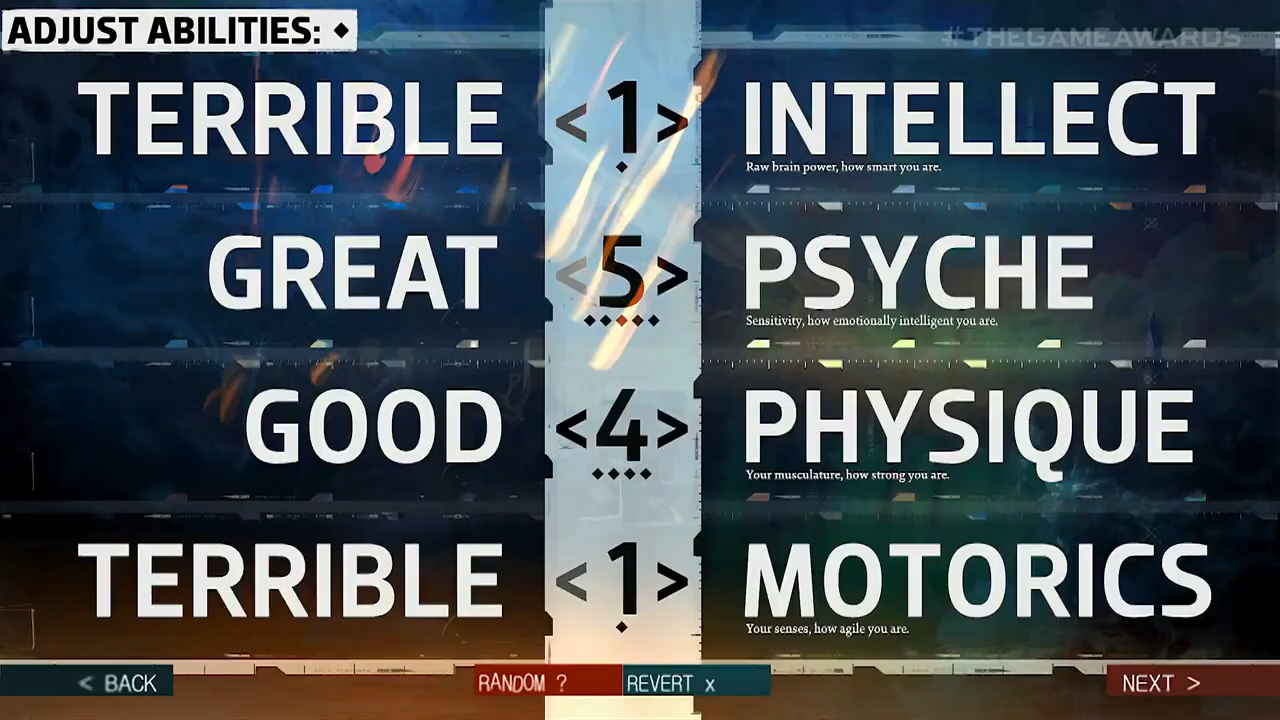 ADJUST ABILITIES:
#THEGAMEAWARDS
TERRIBLE <1> INTELLECT
Raw brain power, how smart you are.
GREAT <5> PSYCHE
Sensitivity, how emotionally intelligent you are.
GOOD <4> PHYSIQUE
Your musculature, how strong you are.
TERRIBLE <1> MOTORICS
Your senses, how agile you are.
< BACK RANDOM ? REVERT x NEXT >